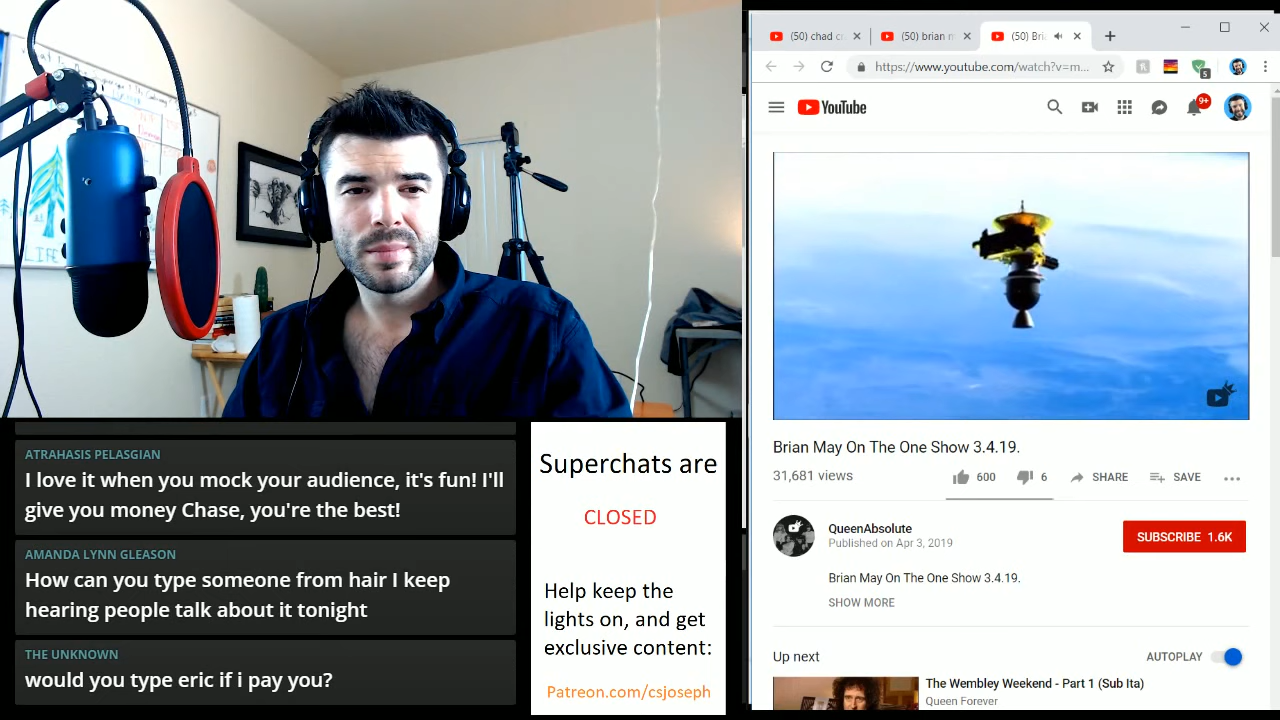 LIFE
ATRAHASIS PELASGIAN
I love it when you mock your audience, it's fun! I'll
give you money Chase, you're the best!
AMANDA LYNN GLEASON
How can you type someone from hair I keep
hearing people talk about it tonight
THE UNKNOWN
would you type eric if i pay you?
Superchats are
CLOSED
Help keep the
lights on, and get
exclusive content:
Patreon.com/csjoseph
(50) chad c
(50) brian m
(50) Bri
https://www.youtube.com/watch?v=m...
5
YouTube
9+
Brian May On The One Show 3.4.19.
31,681 views
600
6
SHARE
SAVE
QueenAbsolute
Published on Apr 3, 2019
SUBSCRIBE 1.6K
Brian May On The One Show 3.4.19.
SHOW MORE
Up next
AUTOPLAY
The Wembley Weekend - Part 1 (Sub Ita)
Queen Forever